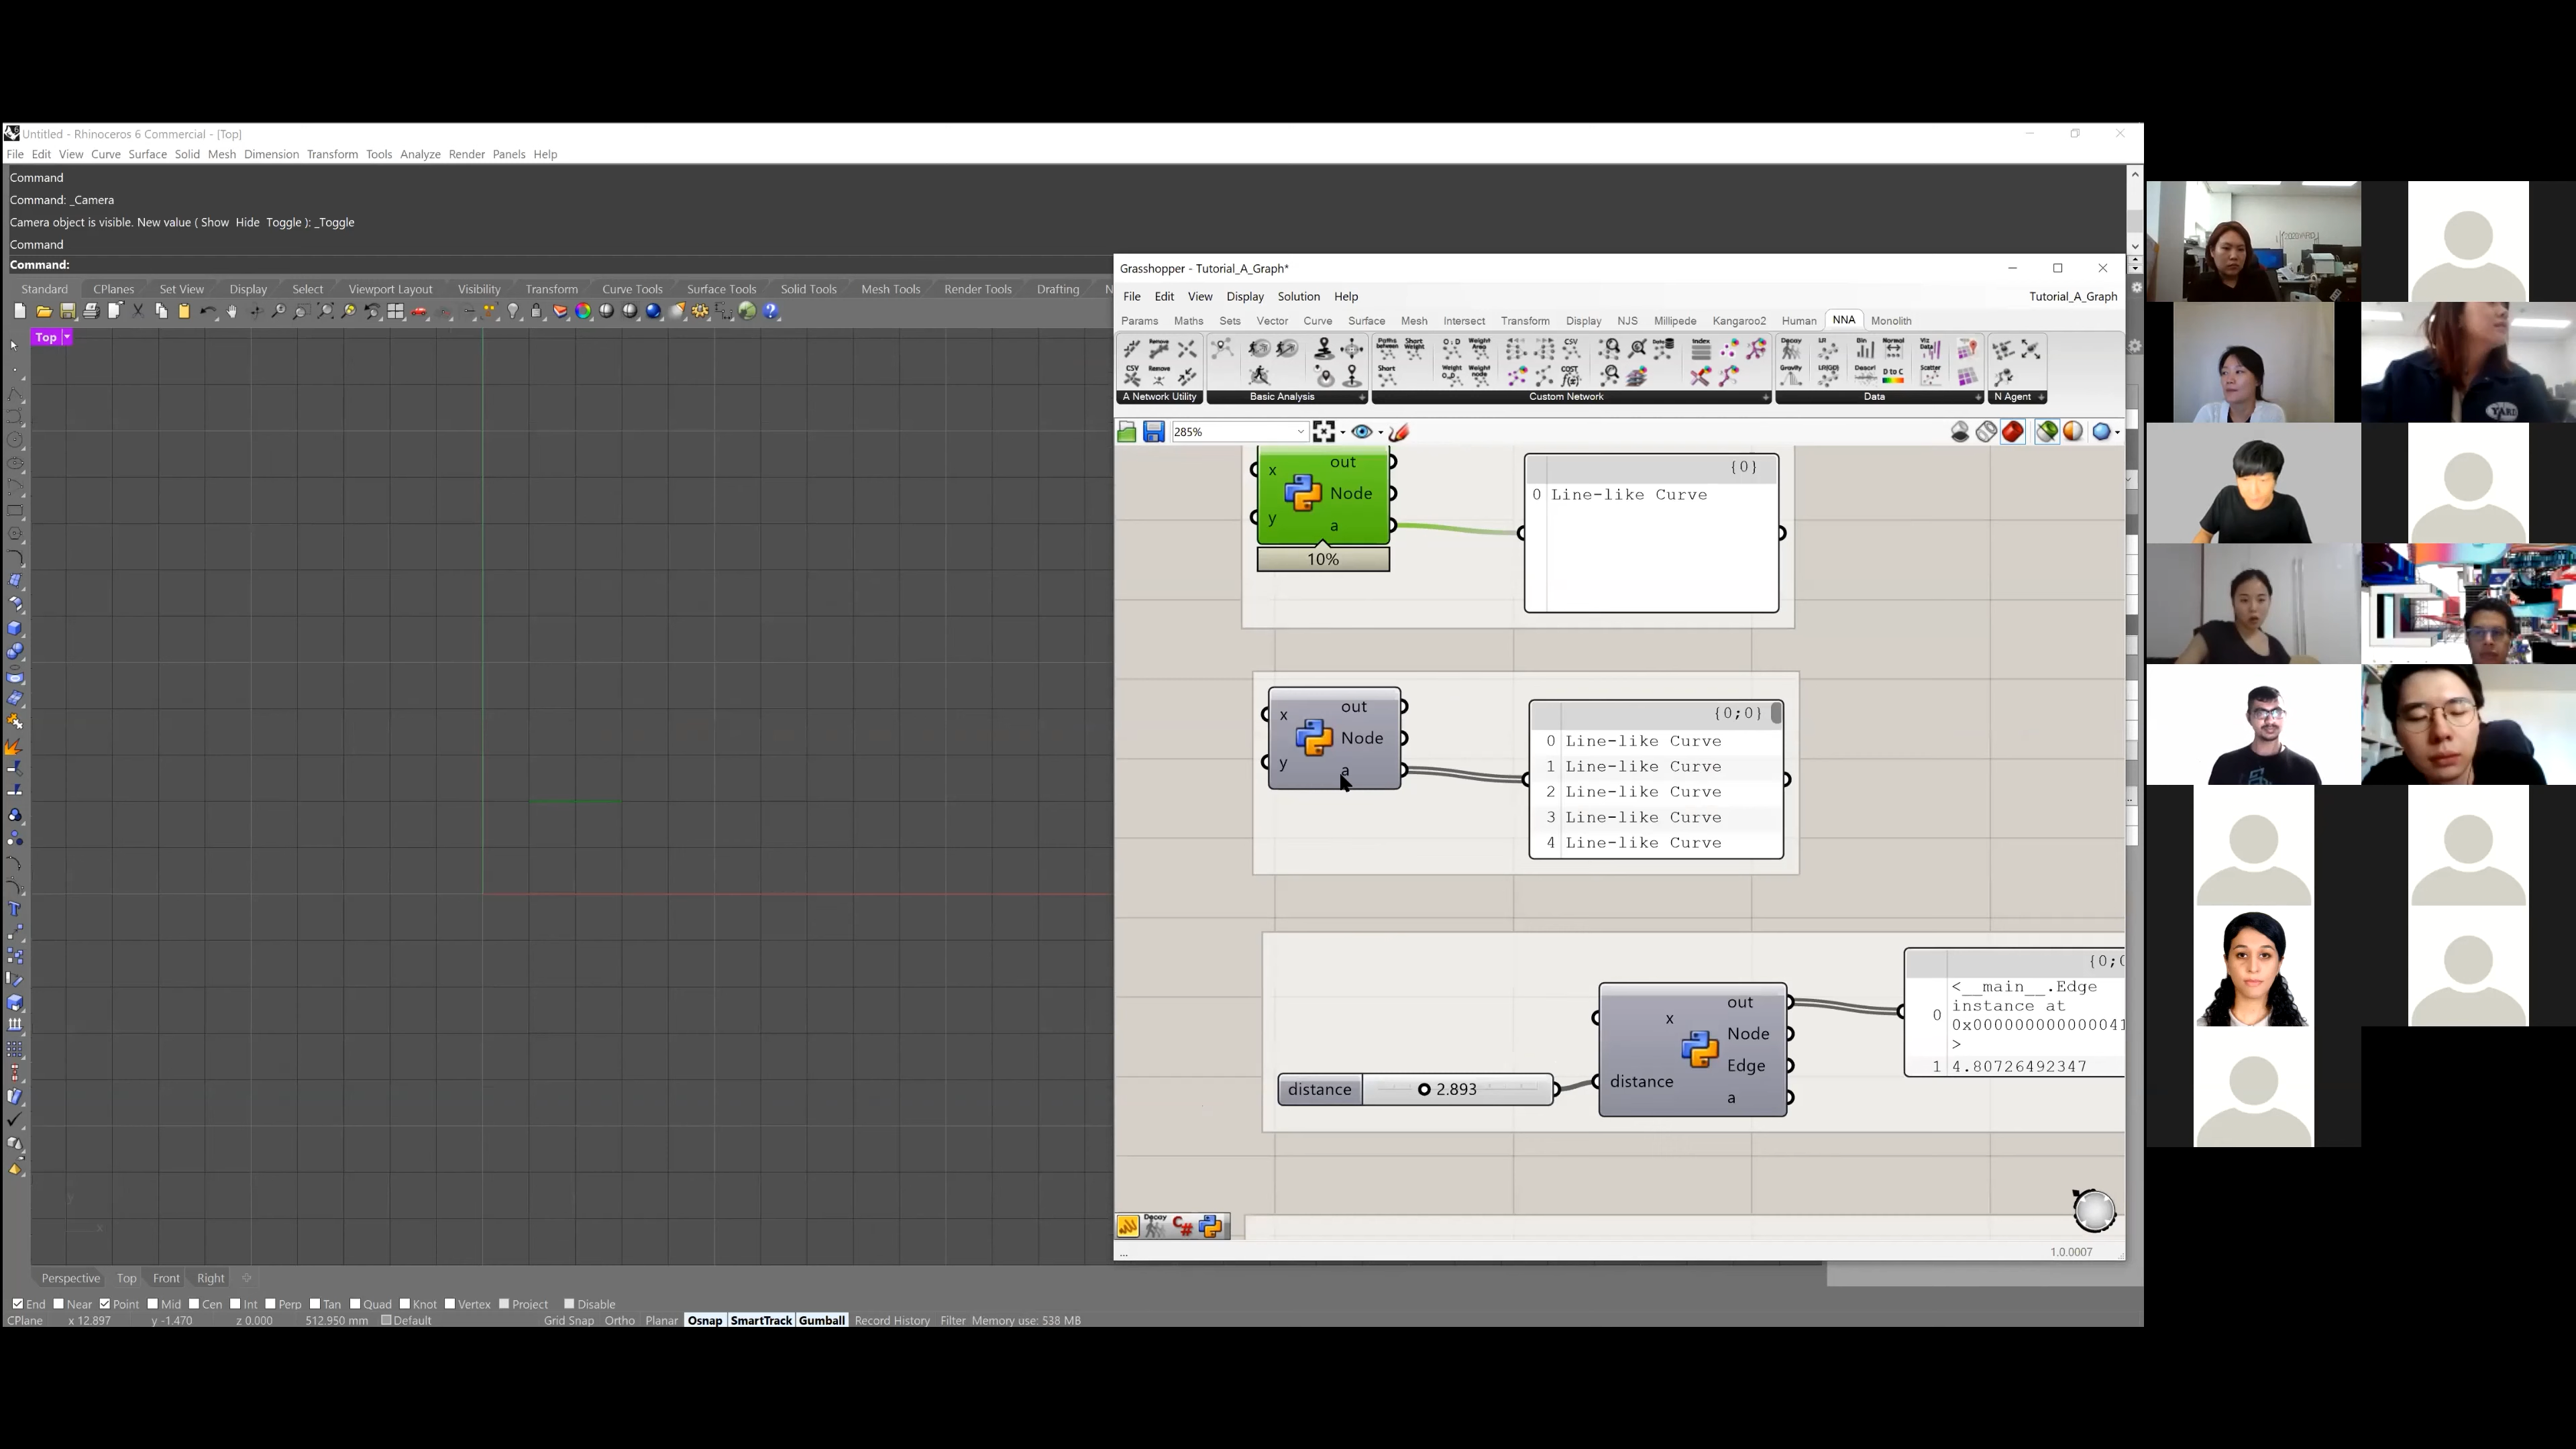 Untitled - Rhinoceros 6 Commercial - [Top]
File Edit View Curve Surface Solid Mesh Dimension Transform Tools Analyze Render Panels Help
Command
Command: _Camera
Camera object is visible. New value ( Show Hide Toggle ): _Toggle
Command
Command:
Standard CPlanes Set View Display Select Viewport Layout Visibility Transform Curve Tools Surface Tools Solid Tools Mesh Tools Render Tools Drafting
Top
Grasshopper - Tutorial_A_Graph*
File Edit View Display Solution Help
Tutorial_A_Graph
Params Maths Sets Vector Curve Surface Mesh Intersect Transform Display NJS Millipede Kangaroo2 Human NNA Monolith
A Network Utility
Basic Analysis
Custom Network
Data
N Agent
285%
x
y
out
Node
a
10%
{0}
0 Line-like Curve
x
y
out
Node
a
{0;0}
0 Line-like Curve
1 Line-like Curve
2 Line-like Curve
3 Line-like Curve
4 Line-like Curve
distance
2.893
x
distance
out
Node
Edge
a
{0;0
0 <__main__.Edge
instance at
0x00000000000041
>
1 4.80726492347
...
1.0.0007
y
x
Perspective Top Front Right
End Near Point Mid Cen Int Perp Tan Quad Knot Vertex Project Disable
CPlane x 12.897 y -1.470 z 0.000 512.950 mm Default Grid Snap Ortho Planar Osnap SmartTrack Gumball Record History Filter Memory use: 538 MB